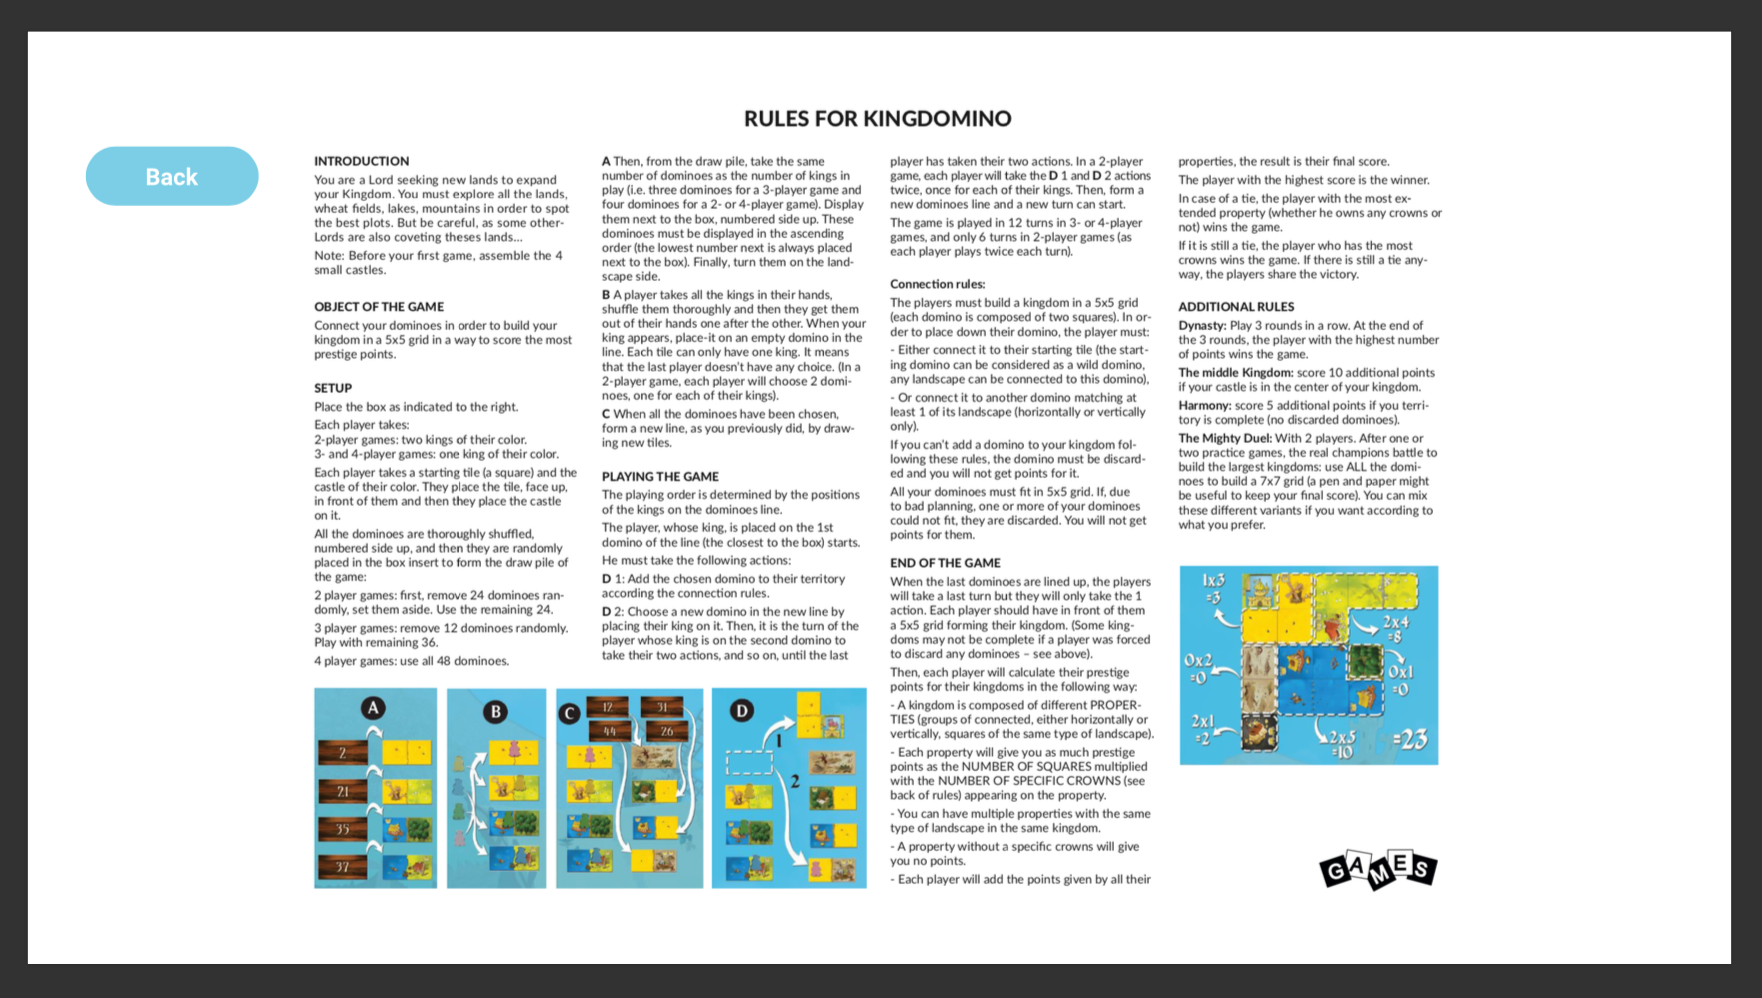 RULES FOR KINGDOMINO
Back
INTRODUCTION
You are a Lord seeking new lands to expand
your Kingdom. You must explore all the lands,
wheat fields, lakes, mountains in order to spot
the best plots. But be careful, as some other-
Lords are also coveting theses lands...
Note: Before your first game, assemble the 4
small castles.
OBJECT OF THE GAME
Connect your dominoes in order to build your
kingdom in a 5x5 grid in a way to score the most
prestige points.
SETUP
Place the box as indicated to the right.
Each player takes:
2-player games: two kings of their color.
3- and 4-player games: one king of their color.
Each player takes a starting tile (a square) and the
castle of their color. They place the tile, face up,
in front of them and then they place the castle
on it.
All the dominoes are thoroughly shuffled,
numbered side up, and then they are randomly
placed in the box insert to form the draw pile of
the game:
2 player games: first, remove 24 dominoes ran-
domly, set them aside. Use the remaining 24.
3 player games: remove 12 dominoes randomly.
Play with remaining 36.
4 player games: use all 48 dominoes.
A Then, from the draw pile, take the same
number of dominoes as the number of kings in
play (i.e. three dominoes for a 3-player game and
four dominoes for a 2- or 4-player game). Display
them next to the box, numbered side up. These
dominoes must be displayed in the ascending
order (the lowest number next is always placed
next to the box). Finally, turn them on the land-
scape side.
B A player takes all the kings in their hands,
shuffle them thoroughly and then they get them
out of their hands one after the other. When your
king appears, place-it on an empty domino in the
line. Each tile can only have one king. It means
that the last player doesn't have any choice. (In a
2-player game, each player will choose 2 domi-
noes, one for each of their kings).
C When all the dominoes have been chosen,
form a new line, as you previously did, by draw-
ing new tiles.
PLAYING THE GAME
The playing order is determined by the positions
of the kings on the dominoes line.
The player, whose king, is placed on the 1st
domino of the line (the closest to the box) starts.
He must take the following actions:
D 1: Add the chosen domino to their territory
according the connection rules.
D 2: Choose a new domino in the new line by
placing their king on it. Then, it is the turn of the
player whose king is on the second domino to
take their two actions, and so on, until the last
player has taken their two actions. In a 2-player
game, each player will take the D 1 and D 2 actions
twice, once for each of their kings. Then, form a
new dominoes line and a new turn can start.
The game is played in 12 turns in 3- or 4-player
games, and only 6 turns in 2-player games (as
each player plays twice each turn).
Connection rules:
The players must build a kingdom in a 5x5 grid
(each domino is composed of two squares). In or-
der to place down their domino, the player must:
- Either connect it to their starting tile (the start-
ing domino can be considered as a wild domino,
any landscape can be connected to this domino),
- Or connect it to another domino matching at
least 1 of its landscape (horizontally or vertically
only).
If you can't add a domino to your kingdom fol-
lowing these rules, the domino must be discard-
ed and you will not get points for it.
All your dominoes must fit in 5x5 grid. If, due
to bad planning, one or more of your dominoes
could not fit, they are discarded. You will not get
points for them.
END OF THE GAME
When the last dominoes are lined up, the players
will take a last turn but they will only take the 1
action. Each player should have in front of them
a 5x5 grid forming their kingdom. (Some king-
doms may not be complete if a player was forced
to discard any dominoes – see above).
Then, each player will calculate their prestige
points for their kingdoms in the following way:
- A kingdom is composed of different PROPER-
TIES (groups of connected, either horizontally or
vertically, squares of the same type of landscape).
- Each property will give you as much prestige
points as the NUMBER OF SQUARES multiplied
with the NUMBER OF SPECIFIC CROWNS (see
back of rules) appearing on the property.
- You can have multiple properties with the same
type of landscape in the same kingdom.
- A property without a specific crowns will give
you no points.
- Each player will add the points given by all their
properties, the result is their final score.
The player with the highest score is the winner.
In case of a tie, the player with the most ex-
tended property (whether he owns any crowns or
not) wins the game.
If it is still a tie, the player who has the most
crowns wins the game. If there is still a tie any-
way, the players share the victory.
ADDITIONAL RULES
Dynasty: Play 3 rounds in a row. At the end of
the 3 rounds, the player with the highest number
of points wins the game.
The middle Kingdom: score 10 additional points
if your castle is in the center of your kingdom.
Harmony: score 5 additional points if you terri-
tory is complete (no discarded dominoes).
The Mighty Duel: With 2 players. After one or
two practice games, the real champions battle to
build the largest kingdoms: use ALL the domi-
noes to build a 7x7 grid (a pen and paper might
be useful to keep your final score). You can mix
these different variants if you want according to
what you prefer.
A
2
21
35
37
B
C
12
31
44
26
D
1
2
1x3
=3
2x4
=8
0x2
=0
0x1
=0
2x1
=2
2x5
=10
=23
GAMES